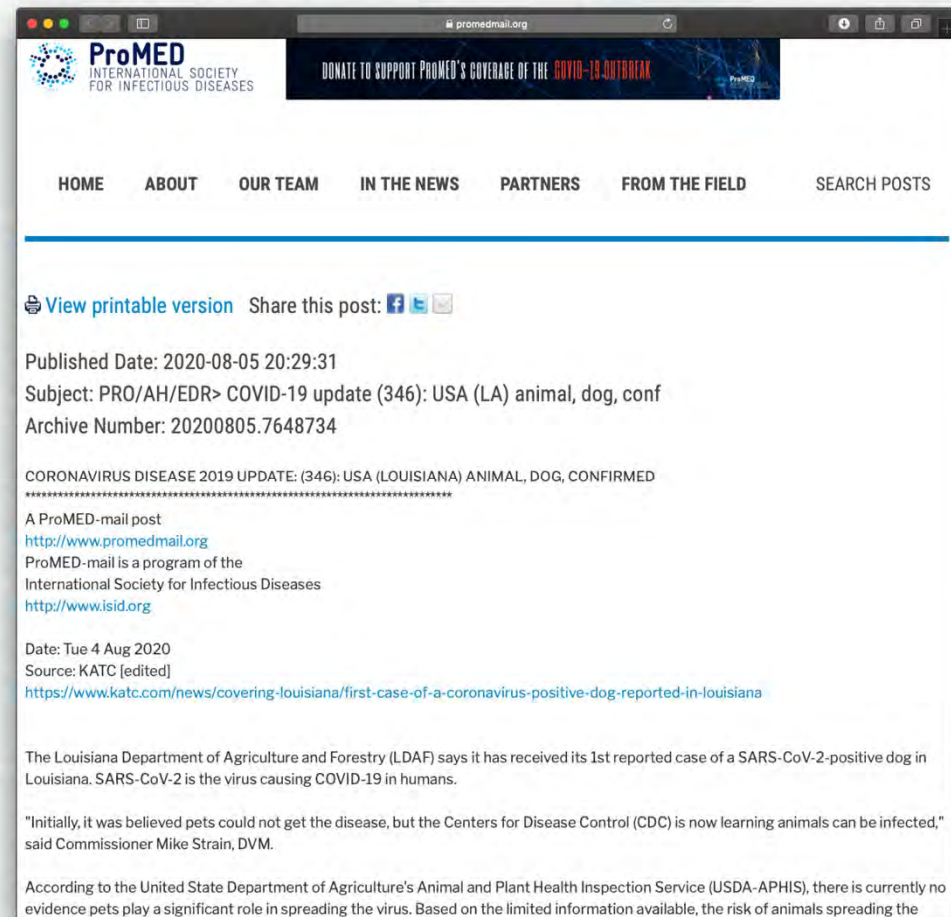 promedmail.org
ProMED
INTERNATIONAL SOCIETY
FOR INFECTIOUS DISEASES
DONATE TO SUPPORT PROMED'S COVERAGE OF THE COVID-19 OUTBREAK
ProMED
HOME ABOUT OUR TEAM IN THE NEWS PARTNERS FROM THE FIELD SEARCH POSTS
View printable version Share this post:
Published Date: 2020-08-05 20:29:31
Subject: PRO/AH/EDR> COVID-19 update (346): USA (LA) animal, dog, conf
Archive Number: 20200805.7648734
CORONAVIRUS DISEASE 2019 UPDATE: (346): USA (LOUISIANA) ANIMAL, DOG, CONFIRMED
********************************************************************************
A ProMED-mail post
http://www.promedmail.org
ProMED-mail is a program of the
International Society for Infectious Diseases
http://www.isid.org
Date: Tue 4 Aug 2020
Source: KATC [edited]
https://www.katc.com/news/covering-louisiana/first-case-of-a-coronavirus-positive-dog-reported-in-louisiana
The Louisiana Department of Agriculture and Forestry (LDAF) says it has received its 1st reported case of a SARS-CoV-2-positive dog in
Louisiana. SARS-CoV-2 is the virus causing COVID-19 in humans.
"Initially, it was believed pets could not get the disease, but the Centers for Disease Control (CDC) is now learning animals can be infected,"
said Commissioner Mike Strain, DVM.
According to the United State Department of Agriculture's Animal and Plant Health Inspection Service (USDA-APHIS), there is currently no
evidence pets play a significant role in spreading the virus. Based on the limited information available, the risk of animals spreading the